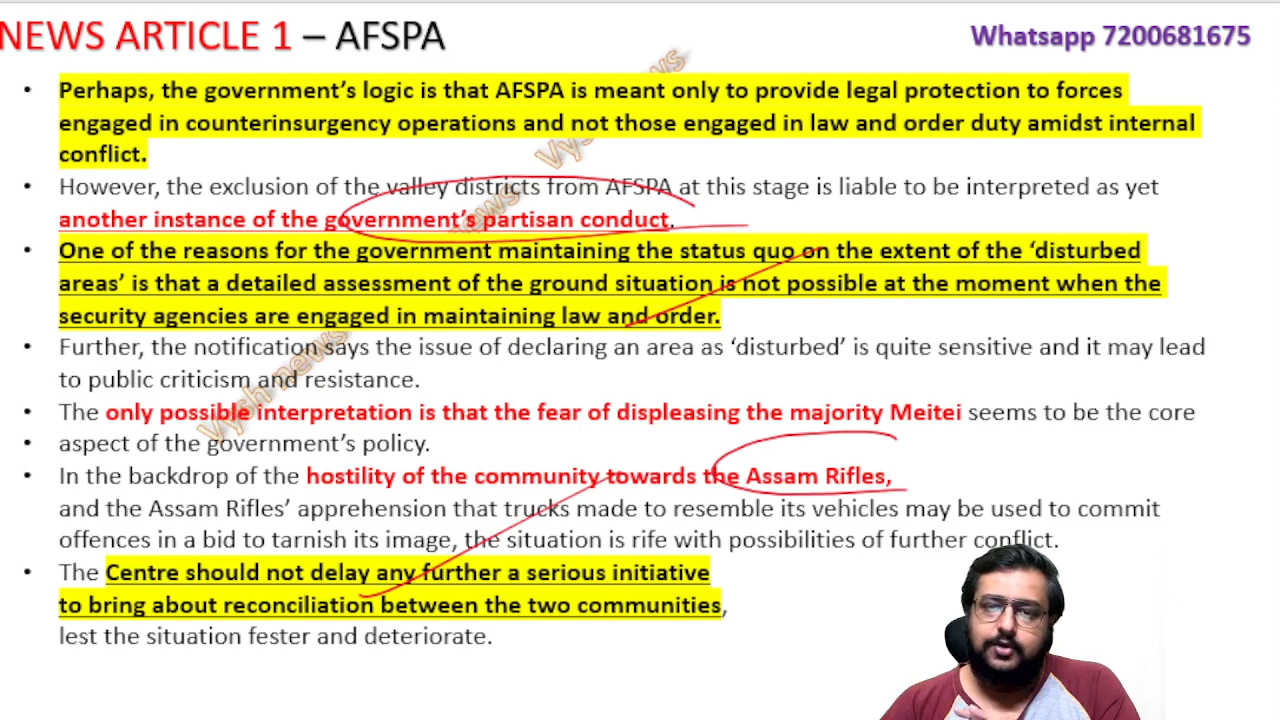 NEWS ARTICLE 1 – AFSPA
Whatsapp 7200681675
• Perhaps, the government's logic is that AFSPA is meant only to provide legal protection to forces
engaged in counterinsurgency operations and not those engaged in law and order duty amidst internal
conflict.
• However, the exclusion of the valley districts from AFSPA at this stage is liable to be interpreted as yet
another instance of the government's partisan conduct.
• One of the reasons for the government maintaining the status quo on the extent of the 'disturbed
areas' is that a detailed assessment of the ground situation is not possible at the moment when the
security agencies are engaged in maintaining law and order.
• Further, the notification says the issue of declaring an area as 'disturbed' is quite sensitive and it may lead
to public criticism and resistance.
• The only possible interpretation is that the fear of displeasing the majority Meitei seems to be the core
• aspect of the government's policy.
• In the backdrop of the hostility of the community towards the Assam Rifles,
and the Assam Rifles' apprehension that trucks made to resemble its vehicles may be used to commit
offences in a bid to tarnish its image, the situation is rife with possibilities of further conflict.
• The Centre should not delay any further a serious initiative
to bring about reconciliation between the two communities,
lest the situation fester and deteriorate.
Vysh news
Vysh news